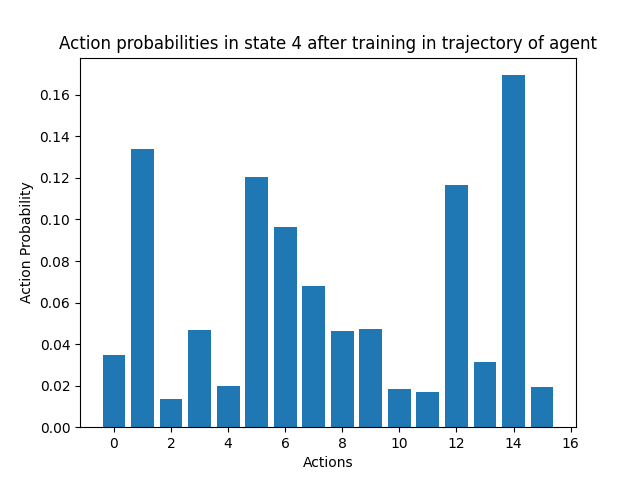 Action probabilities in state 4 after training in trajectory of agent
0.16
0.14
0.12
0.10
0.08
0.06
0.04
0.02
0.00
Action Probability
0 2 4 6 8 10 12 14 16
Actions